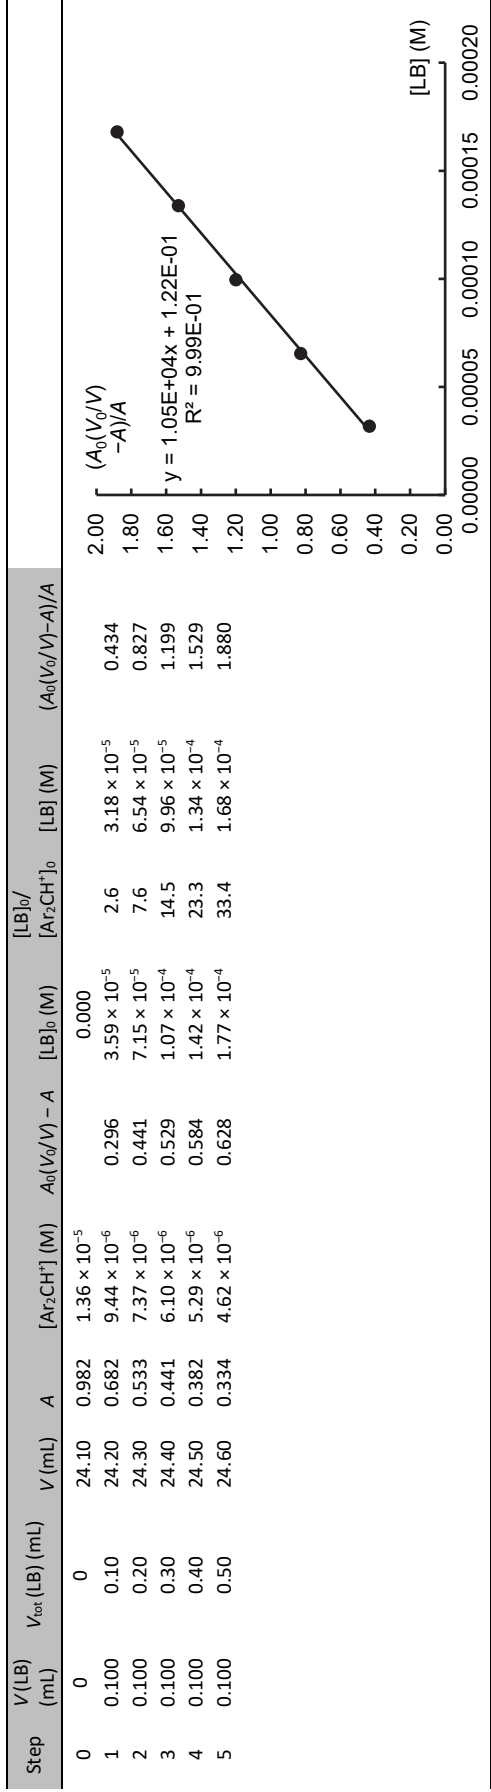 Step V(LB) (mL) Vtot (LB) (mL) V (mL) A [Ar2CH+] (M) A0(V0/V) − A [LB]0 (M) [LB]0/[Ar2CH+]0 [LB] (M) (A0(V0/V)−A)/A
0 0 0 24.10 0.982 1.36 × 10−5 0.000
1 0.100 0.10 24.20 0.682 9.44 × 10−6 0.296 3.59 × 10−5 2.6 3.18 × 10−5 0.434
2 0.100 0.20 24.30 0.533 7.37 × 10−6 0.441 7.15 × 10−5 7.6 6.54 × 10−5 0.827
3 0.100 0.30 24.40 0.441 6.10 × 10−6 0.529 1.07 × 10−4 14.5 9.96 × 10−5 1.199
4 0.100 0.40 24.50 0.382 5.29 × 10−6 0.584 1.42 × 10−4 23.3 1.34 × 10−4 1.529
5 0.100 0.50 24.60 0.334 4.62 × 10−6 0.628 1.77 × 10−4 33.4 1.68 × 10−4 1.880
(A0(V0/V)
−A)/A
y = 1.05E+04x + 1.22E-01
R² = 9.99E-01
2.00
1.80
1.60
1.40
1.20
1.00
0.80
0.60
0.40
0.20
0.00
[LB] (M)
0.00000 0.00005 0.00010 0.00015 0.00020